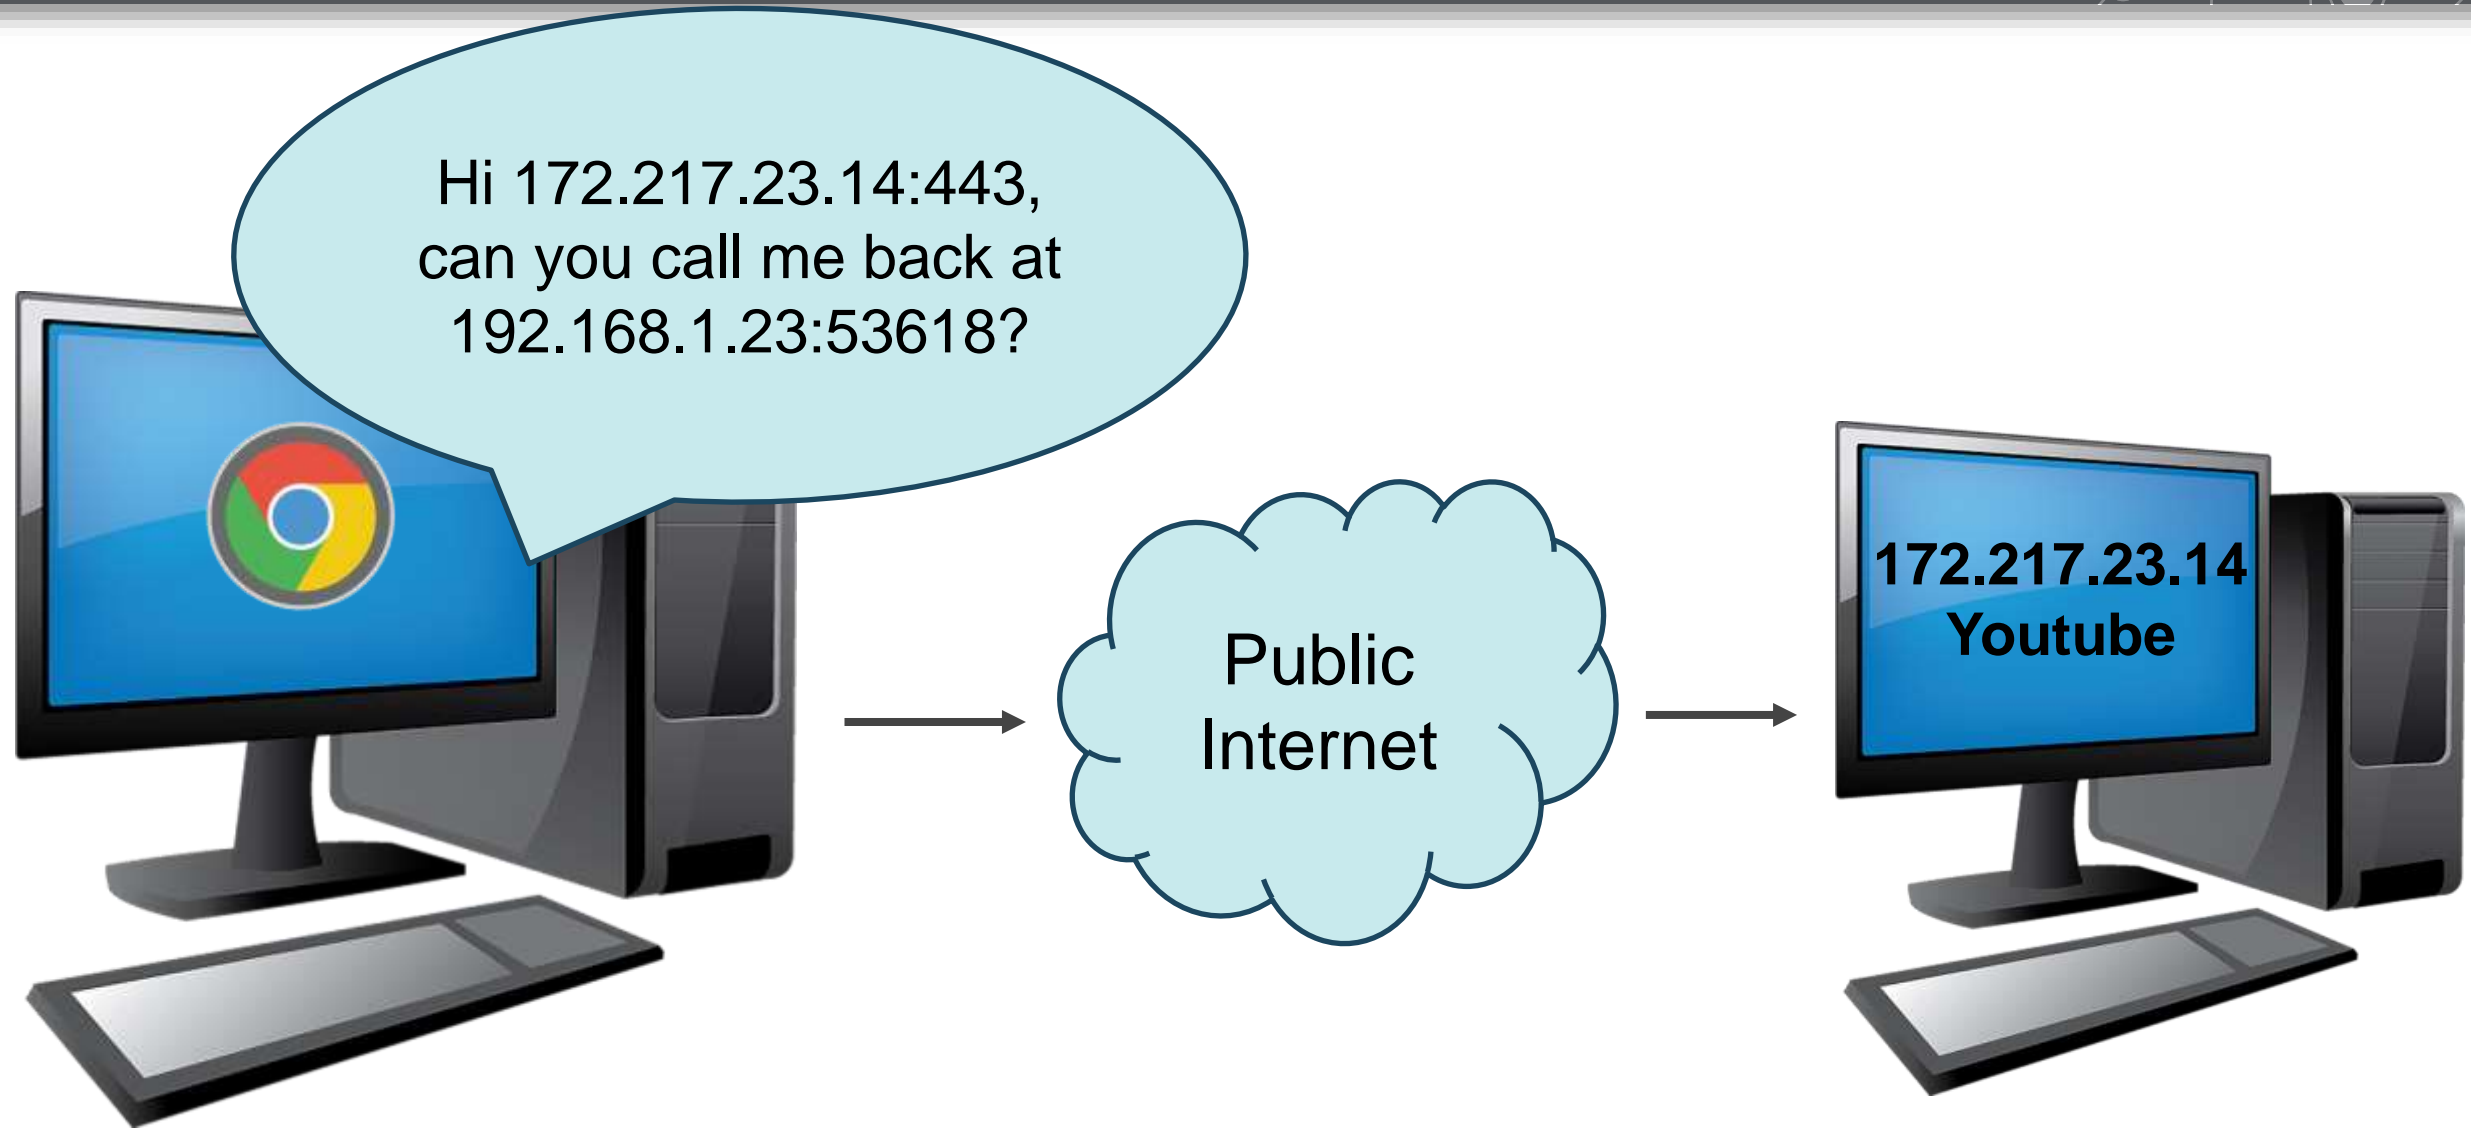 Hi 172.217.23.14:443,
can you call me back at
192.168.1.23:53618?
Public
Internet
172.217.23.14
Youtube